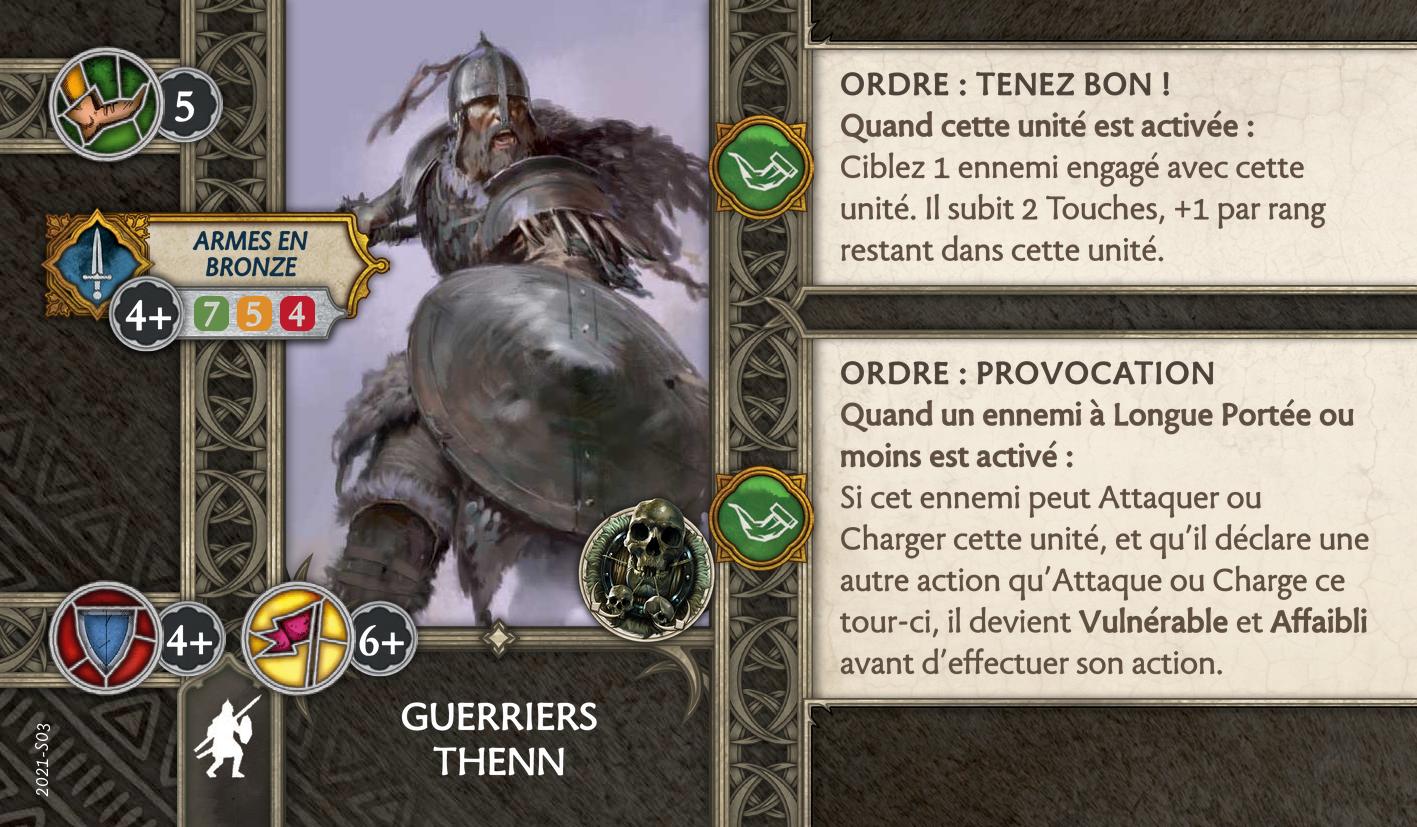 5
ARMES EN
BRONZE
4+ 7 5 4
4+ 6+
GUERRIERS
THENN
2021-S03
ORDRE : TENEZ BON !
Quand cette unité est activée :
Ciblez 1 ennemi engagé avec cette
unité. Il subit 2 Touches, +1 par rang
restant dans cette unité.
ORDRE : PROVOCATION
Quand un ennemi à Longue Portée ou
moins est activé :
Si cet ennemi peut Attaquer ou
Charger cette unité, et qu'il déclare une
autre action qu'Attaque ou Charge ce
tour-ci, il devient Vulnérable et Affaibli
avant d'effectuer son action.